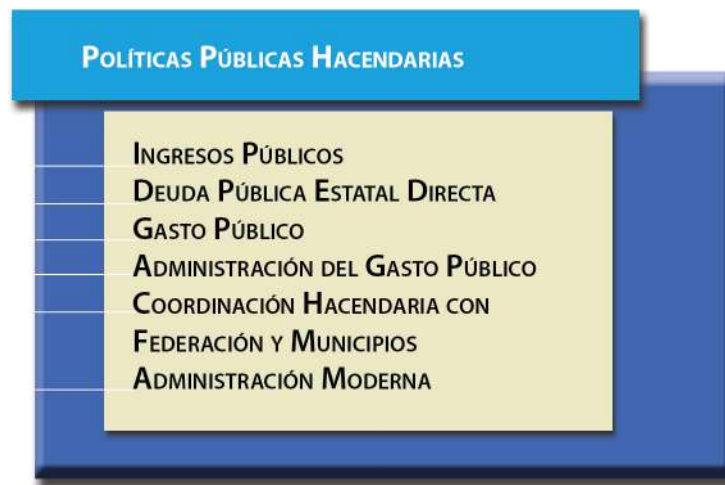 Políticas Públicas Hacendarias
Ingresos Públicos
Deuda Pública Estatal Directa
Gasto Público
Administración del Gasto Público
Coordinación Hacendaria con
Federación y Municipios
Administración Moderna